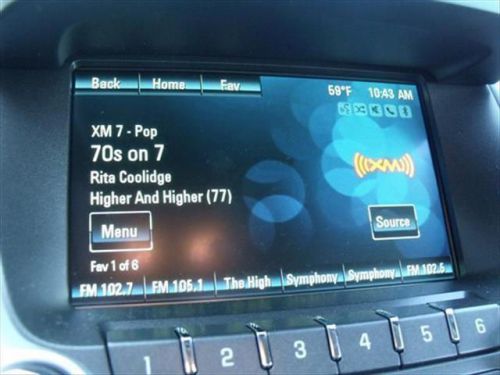 Back Home Fav
59°F 10:43 AM
XM 7 - Pop
70s on 7
Rita Coolidge
Higher And Higher (77)
((XM))
Menu
Source
Fav 1 of 6
FM 102.7 FM 105.1 The High Symphony Symphony FM 102.5
1 2 3 4 5 6